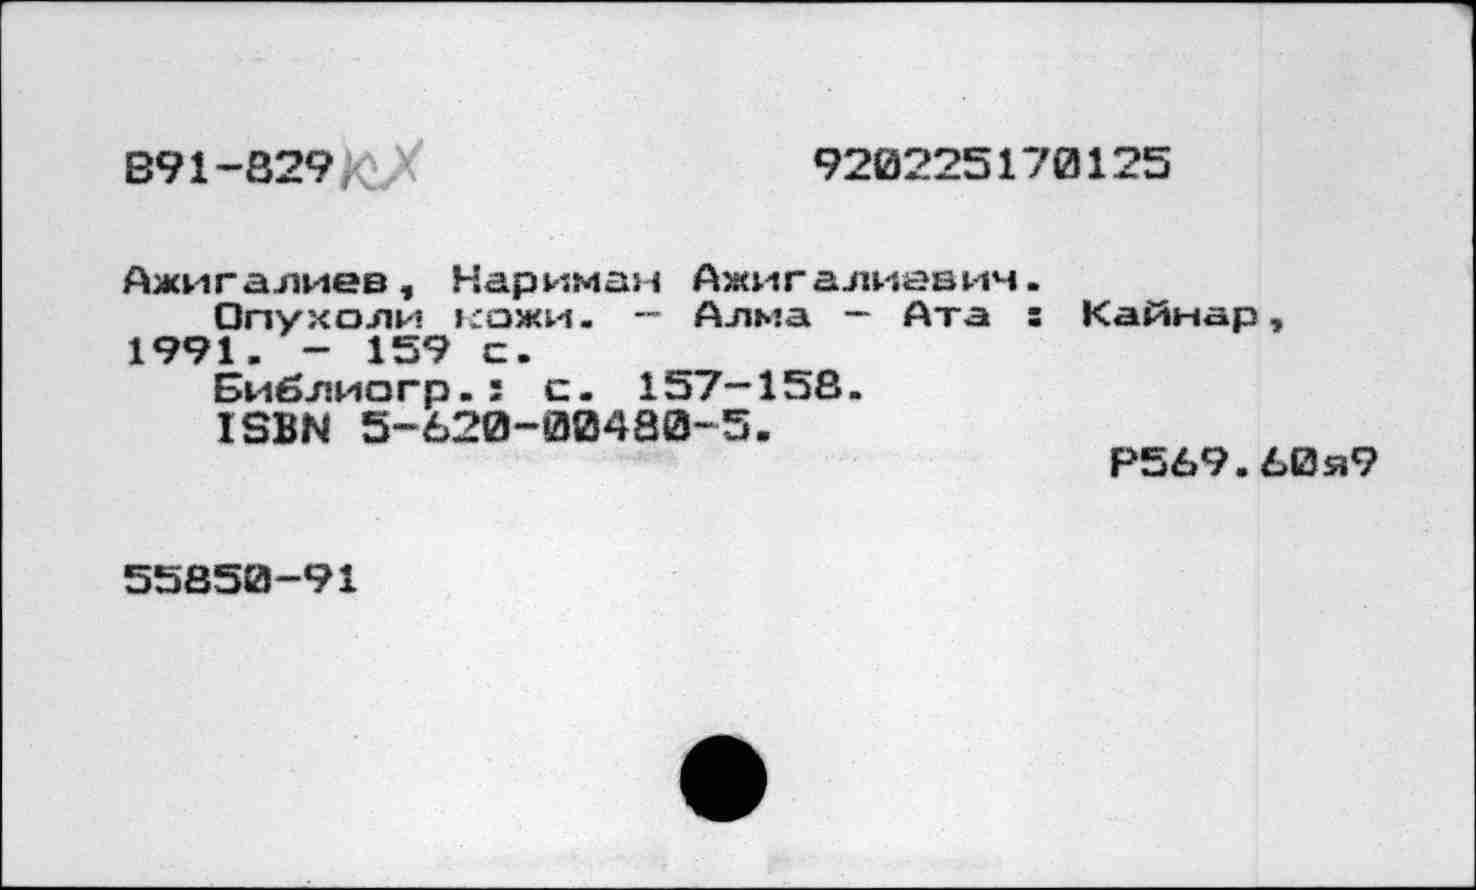 В91-829 кх
920225170125
Ажигалиев, Нариман Ажигалиевич.
Опухоли кожи. - Алма - Ата : Кайнар,
1991. - 159 с.
Библиогр.: с. 157-158.
ISBN 5-620-00480-5.
Р569.60я9
55850-91